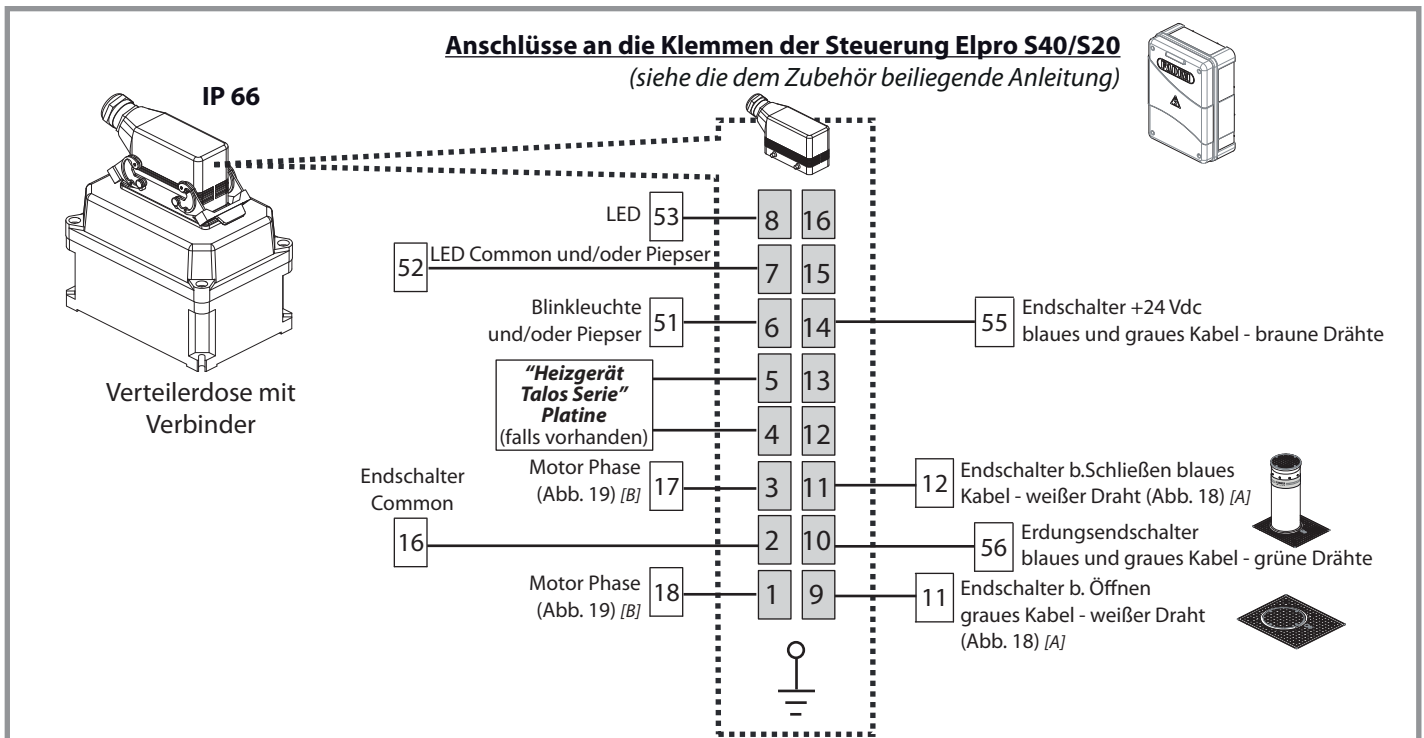 Anschlüsse an die Klemmen der Steuerung Elpro S40/S20
(siehe die dem Zubehör beiliegende Anleitung)
IP 66
Verteilerdose mit
Verbinder
LED 53 8 16
52 LED Common und/oder Piepser 7 15
Blinkleuchte
und/oder Piepser 51 6 14 55 Endschalter +24 Vdc
blaues und graues Kabel - braune Drähte
"Heizgerät
Talos Serie"
Platine
(falls vorhanden)
5 13
4 12
Motor Phase
(Abb. 19) [B] 17 3 11 12 Endschalter b.Schließen blaues
Kabel - weißer Draht (Abb. 18) [A]
Endschalter
Common
16 2 10 56 Erdungsendschalter
blaues und graues Kabel - grüne Drähte
Motor Phase
(Abb. 19) [B] 18 1 9 11 Endschalter b. Öffnen
graues Kabel - weißer Draht
(Abb. 18) [A]